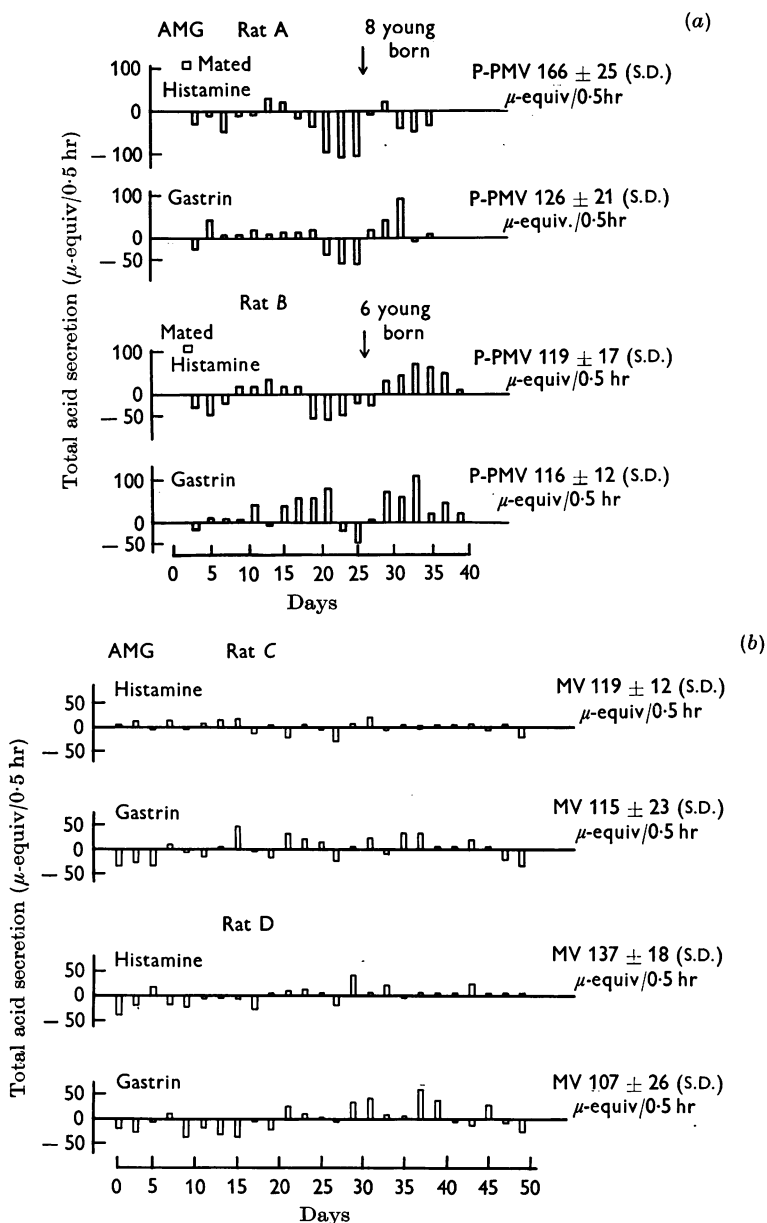 (a)
AMG Rat A 8 young
born
Mated
Histamine
P-PMV 166 ± 25 (S.D.)
μ-equiv/0·5hr
100
0
– 100
Gastrin
P-PMV 126 ± 21 (S.D.)
μ-equiv./0·5hr
100
0
– 50
Rat B 6 young
born
Mated
Histamine
P-PMV 119 ± 17 (S.D.)
μ-equiv/0·5 hr
100
0
– 50
Gastrin
P-PMV 116 ± 12 (S.D.)
μ-equiv/0·5 hr
100
0
– 50
Total acid secretion (μ-equiv/0·5 hr)
0 5 10 15 20 25 30 35 40
Days
(b)
AMG Rat C
Histamine
MV 119 ± 12 (S.D.)
μ-equiv/0·5 hr
50
0
– 50
Gastrin
MV 115 ± 23 (S.D.)
μ-equiv/0·5 hr
50
0
– 50
Rat D
Histamine
MV 137 ± 18 (S.D.)
μ-equiv/0·5 hr
50
0
– 50
Gastrin
MV 107 ± 26 (S.D.)
μ-equiv/0·5 hr
50
0
– 50
Total acid secretion (μ-equiv/0·5 hr)
0 5 10 15 20 25 30 35 40 45 50
Days